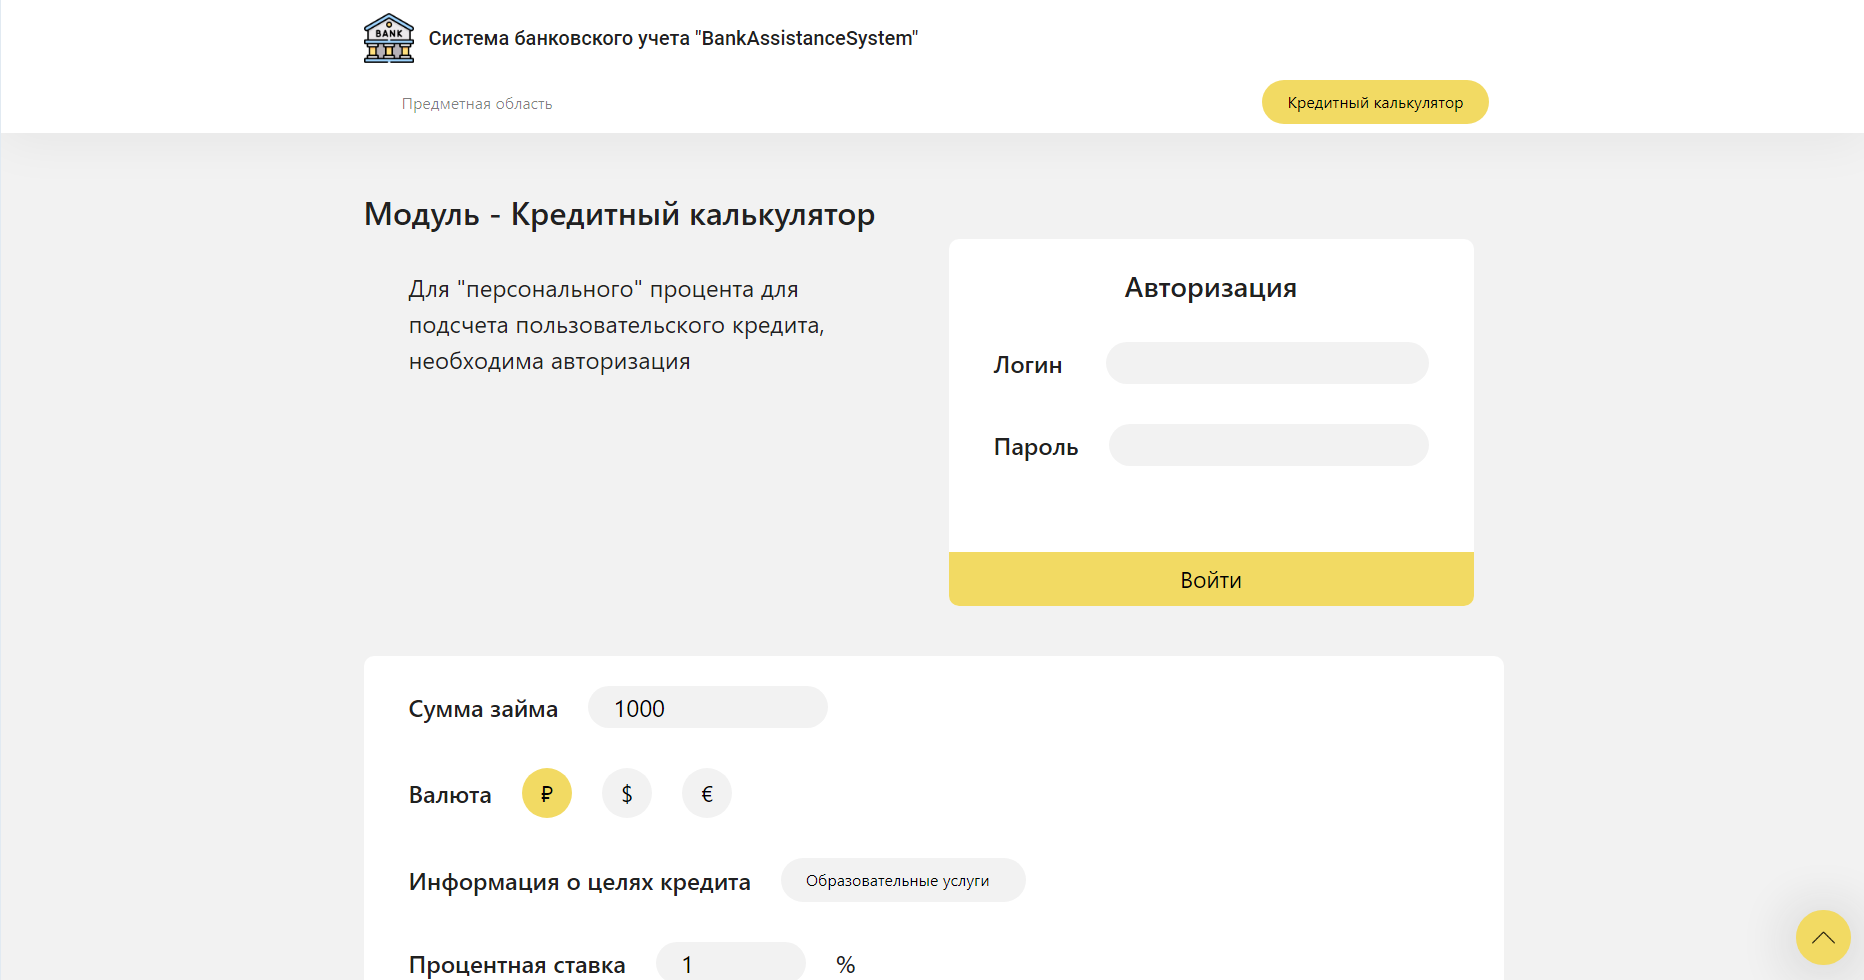 BANK
Система банковского учета "BankAssistanceSystem"
Предметная область
Кредитный калькулятор
Модуль - Кредитный калькулятор
Для "персонального" процента для
подсчета пользовательского кредита,
необходима авторизация
Авторизация
Логин
Пароль
Войти
Сумма займа 1000
Валюта ₽ $ €
Информация о целях кредита Образовательные услуги
Процентная ставка 1 %